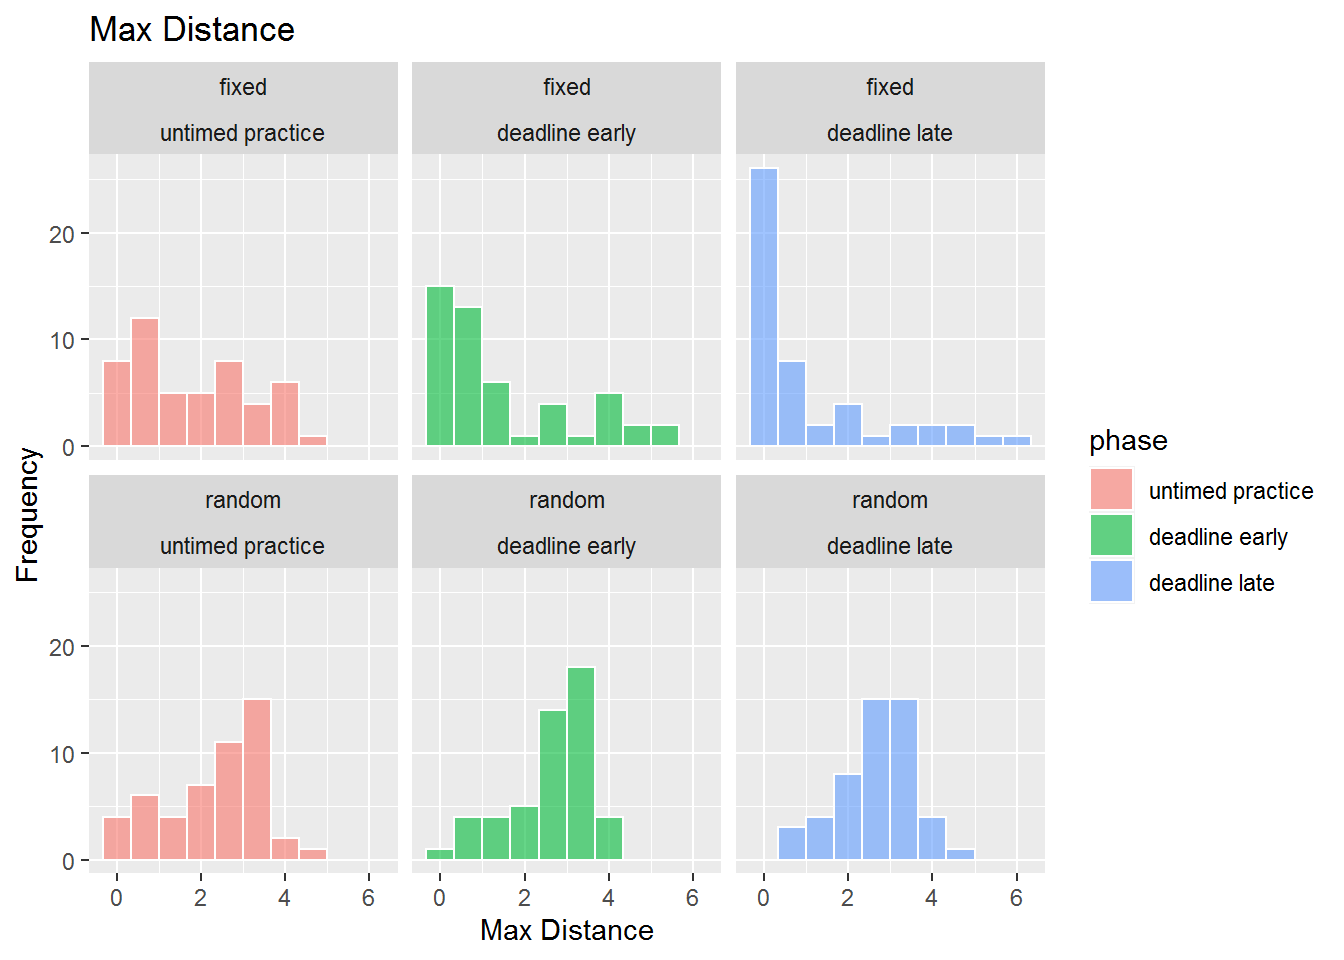 Max Distance
fixed
untimed practice
fixed
deadline early
fixed
deadline late
20
10
0
Frequency
random
untimed practice
random
deadline early
random
deadline late
20
10
0
0 2 4 6
0 2 4 6
0 2 4 6
Max Distance
phase
untimed practice
deadline early
deadline late